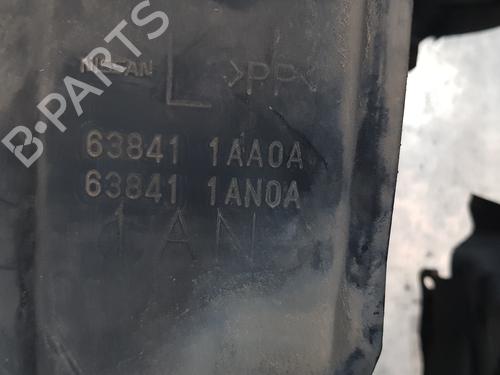 B-PARTS
NISSAN L >PP<
63841 1AA0A
63841 1AN0A
1AN